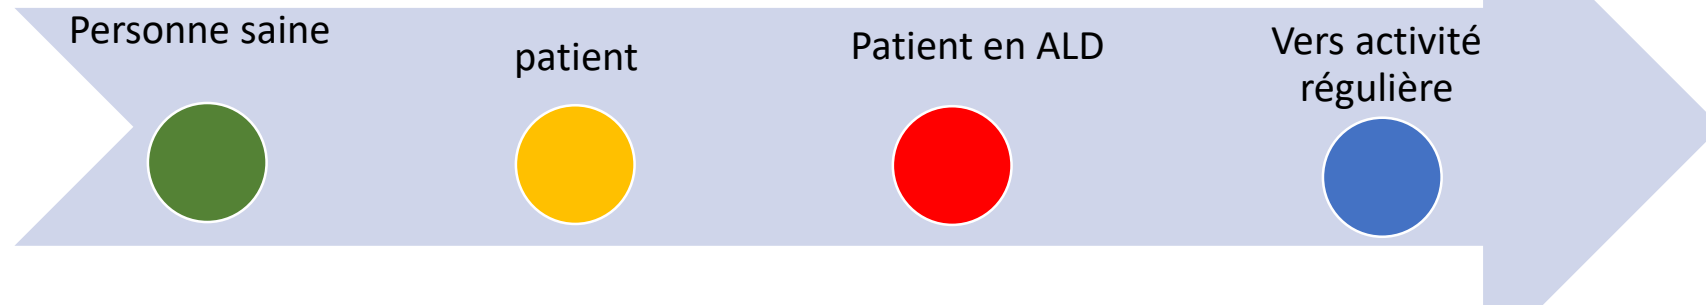 Personne saine
patient
Patient en ALD
Vers activité
régulière